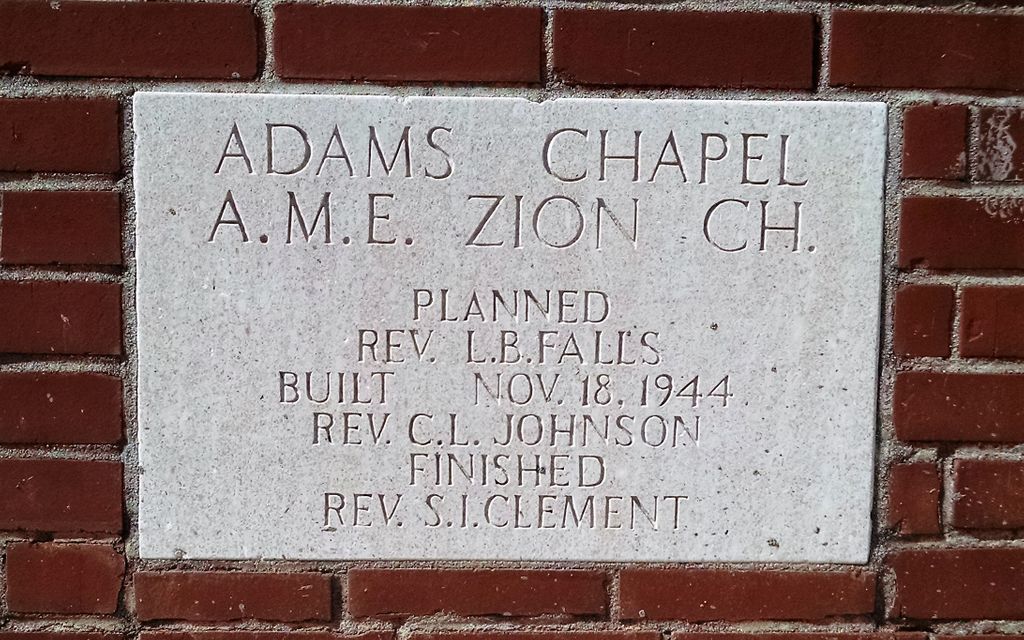 ADAMS CHAPEL
A.M.E. ZION CH.
PLANNED
REV. L.B. FALLS
BUILT NOV. 18, 1944
REV. C.L. JOHNSON
FINISHED
REV. S.I. CLEMENT